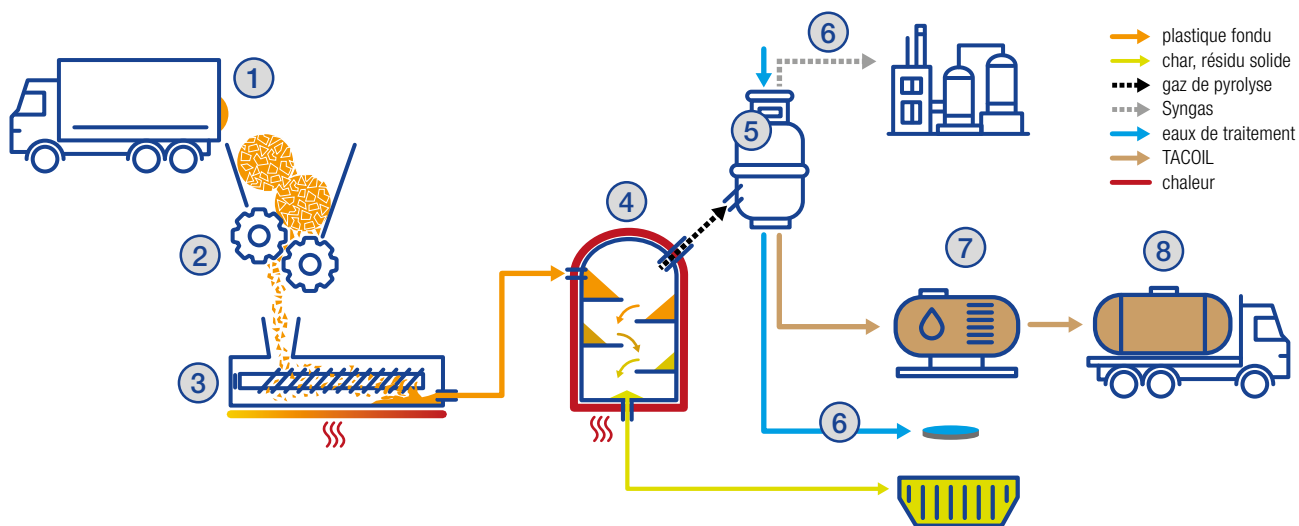 1
2
3
4
5
6
6
7
8
plastique fondu
char, résidu solide
gaz de pyrolyse
Syngas
eaux de traitement
TACOIL
chaleur